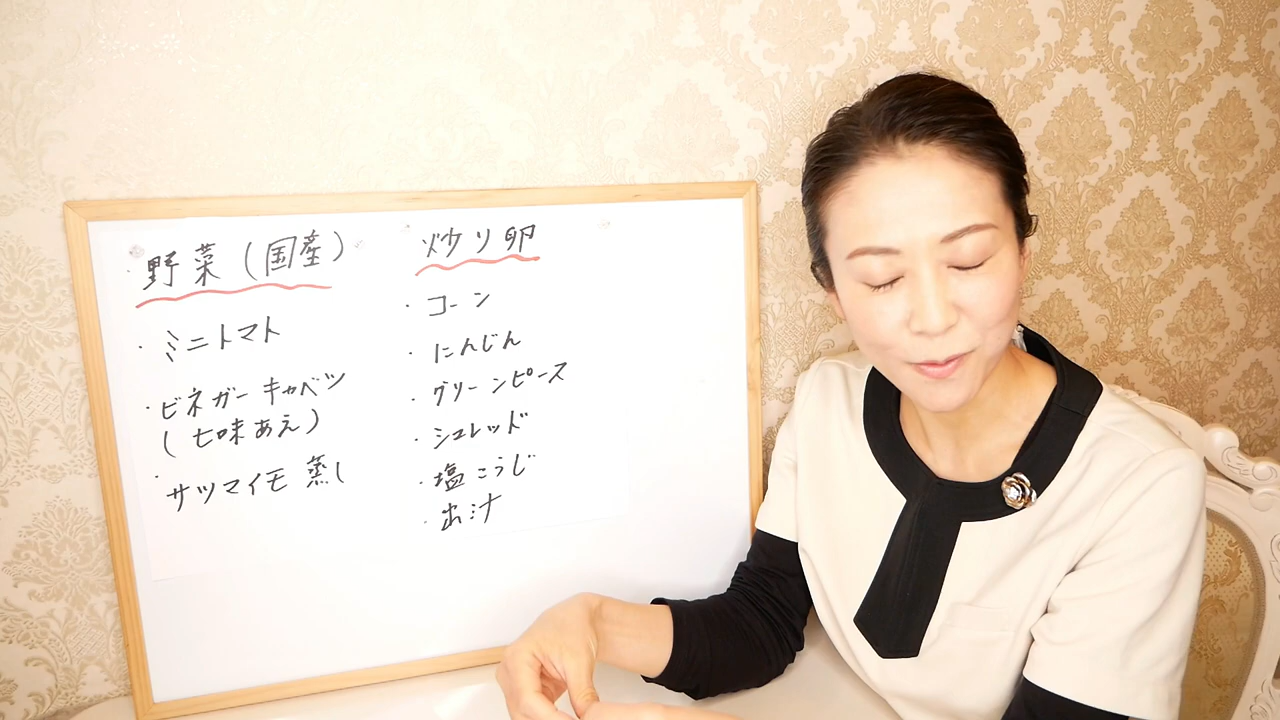 野菜(国産)
・ミニトマト
・ビネガーキャベツ
(七味あえ)
・サツマイモ蒸し
炒り卵
・コーン
・にんじん
・グリーンピース
・シュレッド
・塩こうじ
・出汁